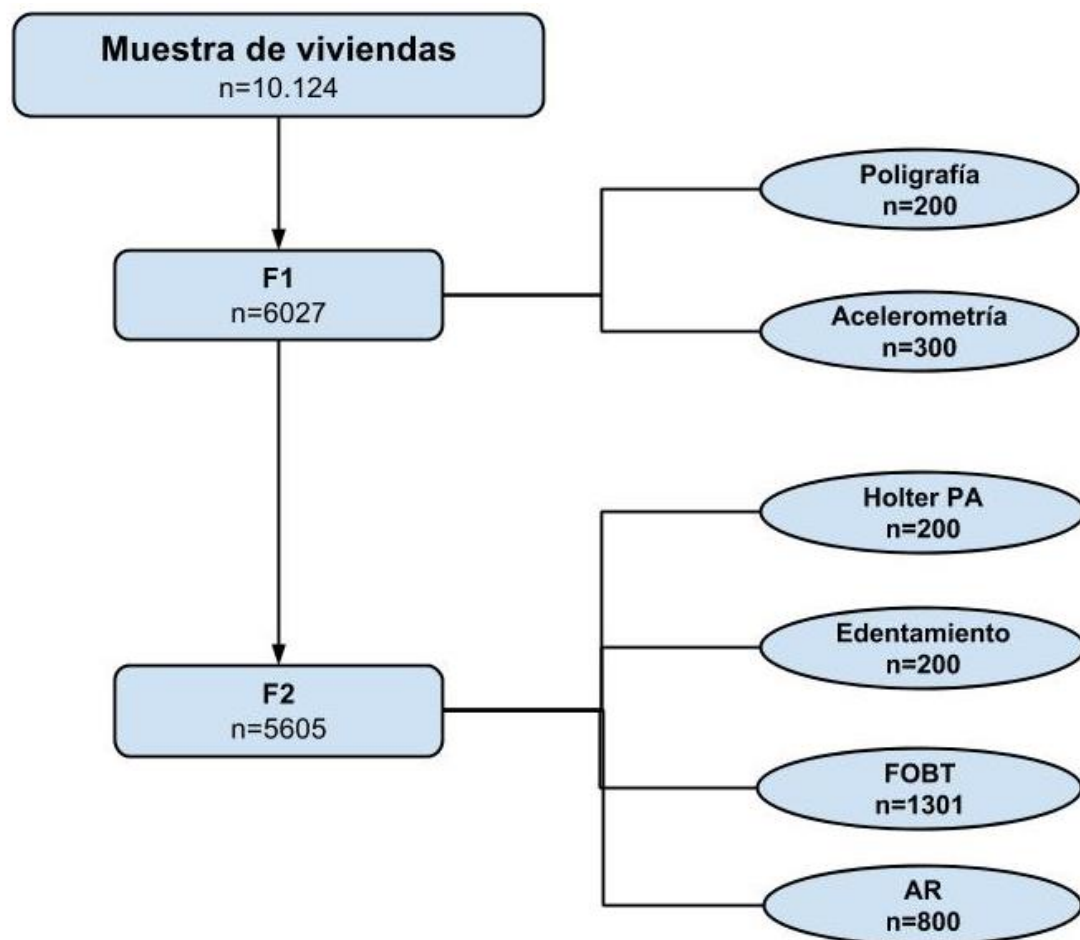 Muestra de viviendas
n=10.124
Poligrafía
n=200
F1
n=6027
Acelerometría
n=300
Holter PA
n=200
Edentamiento
n=200
F2
n=5605
FOBT
n=1301
AR
n=800